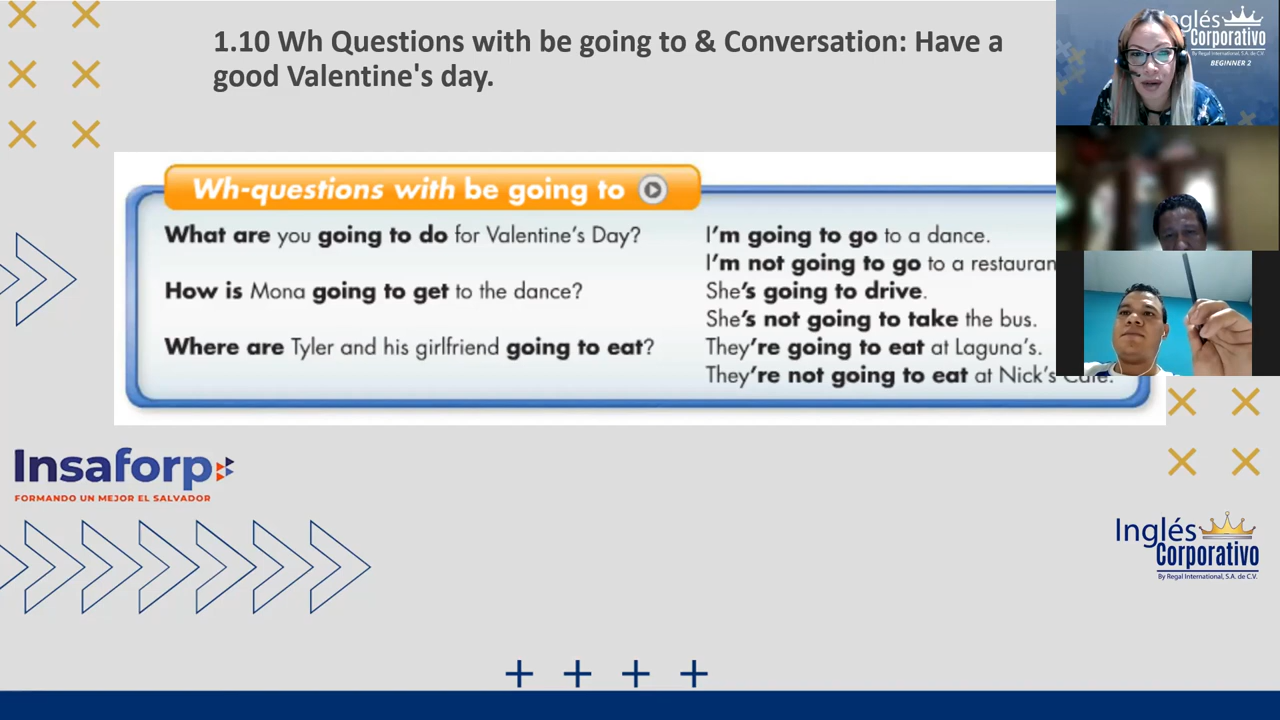 1.10 Wh Questions with be going to & Conversation: Have a
good Valentine's day.
Inglés
Corporativo
By Regal International, S.A. de C.V.
BEGINNER 2
Wh-questions with be going to
What are you going to do for Valentine's Day?
I'm going to go to a dance.
I'm not going to go to a restauran
How is Mona going to get to the dance?
She's going to drive.
She's not going to take the bus.
Where are Tyler and his girlfriend going to eat?
They're going to eat at Laguna's.
They're not going to eat at Nick's Cafe.
Insaforp
FORMANDO UN MEJOR EL SALVADOR
Inglés
Corporativo
By Regal International, S.A. de C.V.